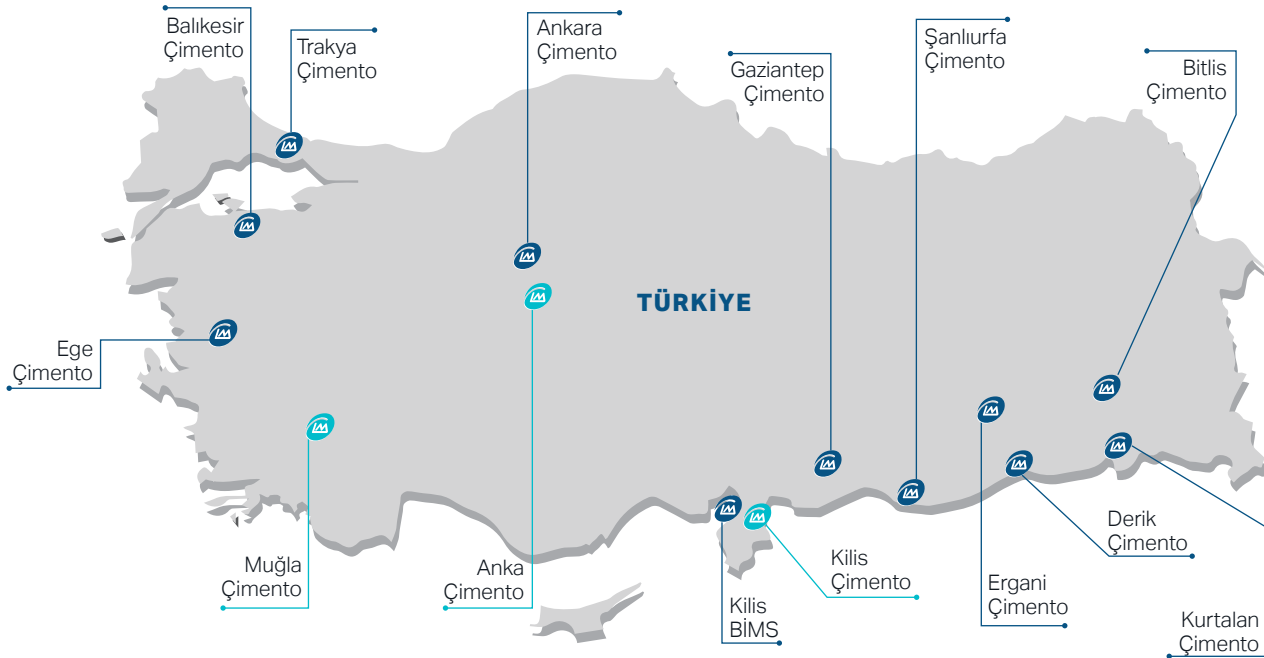 Balıkesir
Çimento
Trakya
Çimento
Ankara
Çimento
Gaziantep
Çimento
Şanlıurfa
Çimento
Bitlis
Çimento
TÜRKİYE
Ege
Çimento
Muğla
Çimento
Anka
Çimento
Kilis
BİMS
Kilis
Çimento
Ergani
Çimento
Derik
Çimento
Kurtalan
Çimento